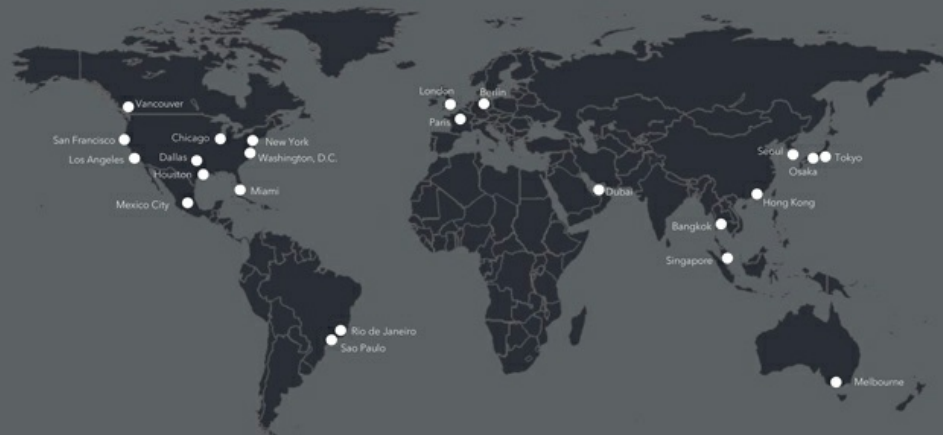 London
Berlin
Paris
Vancouver
San Francisco
Chicago
New York
Los Angeles
Dallas
Washington, D.C.
Houston
Miami
Mexico City
Seoul
Tokyo
Osaka
Dubai
Hong Kong
Bangkok
Singapore
Rio de Janeiro
Sao Paulo
Melbourne